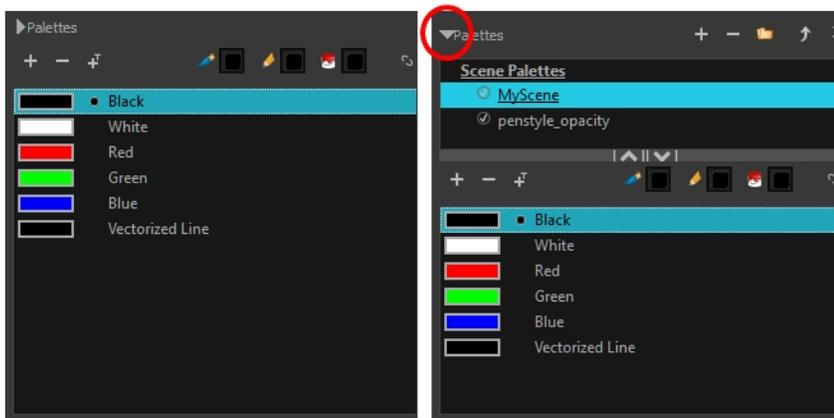 Palettes
Black
White
Red
Green
Blue
Vectorized Line
Palettes
Scene Palettes
MyScene
penstyle_opacity
Black
White
Red
Green
Blue
Vectorized Line